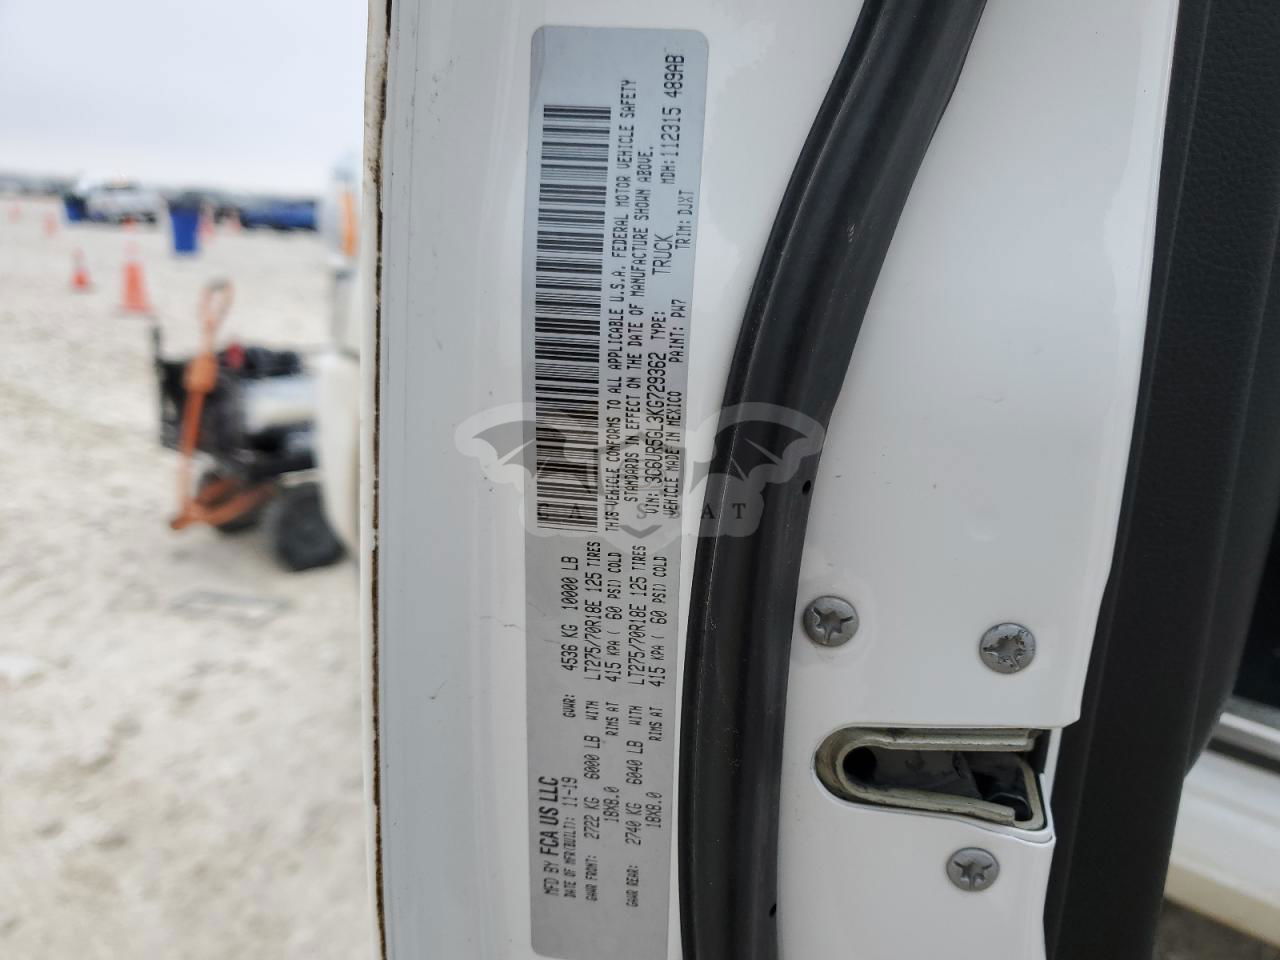 MFD BY FCA US LLC
DATE OF MFR(BUILT): 11-19 GVWR: 4536 KG 10000 LB
GAWR FRONT: 2722 KG 6000 LB WITH LT275/70R18E 125 TIRES
18X8.0 RIMS AT 415 KPA ( 60 PSI) COLD
GAWR REAR: 2740 KG 6040 LB WITH LT275/70R18E 125 TIRES
18X8.0 RIMS AT 415 KPA ( 60 PSI) COLD
THIS VEHICLE CONFORMS TO ALL APPLICABLE U.S.A. FEDERAL MOTOR VEHICLE SAFETY
STANDARDS IN EFFECT ON THE DATE OF MANUFACTURE SHOWN ABOVE.
VIN: 3C6UR5GL3KG729362 TYPE: TRUCK MDH: 112315 489AB
VEHICLE MADE IN MEXICO PAINT: PW7 TRIM: DJXT